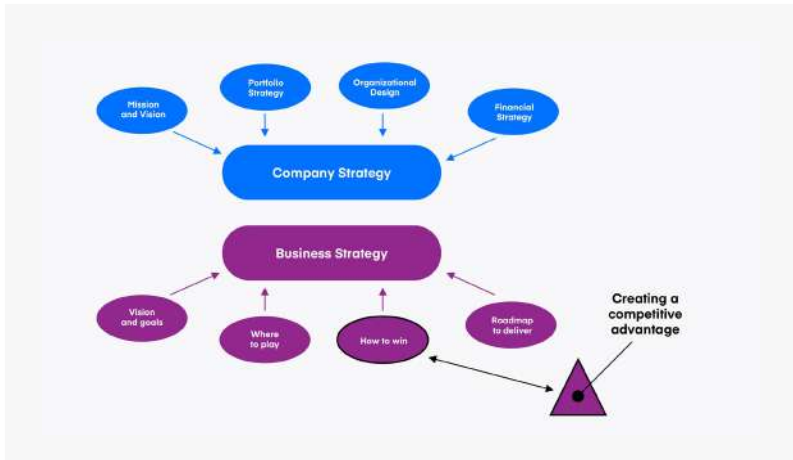 Portfolio
Strategy
Organizational
Design
Mission
and Vision
Financial
Strategy
Company Strategy
Business Strategy
Vision
and goals
Where
to play
How to win
Roadmap
to deliver
Creating a
competitive
advantage